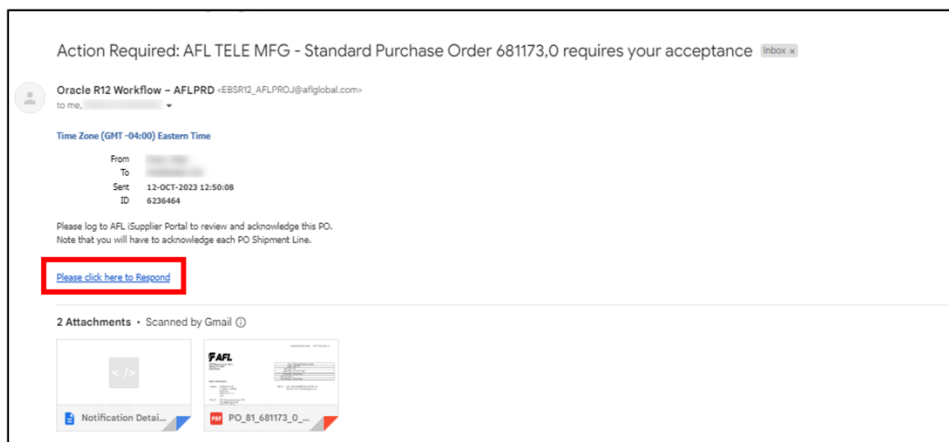 Action Required: AFL TELE MFG - Standard Purchase Order 681173,0 requires your acceptance Inbox x
Oracle R12 Workflow – AFLPRD <EBSR12_AFLPROJ@aflglobal.com>
to me,
Time Zone (GMT -04:00) Eastern Time
From
To
Sent 12-OCT-2023 12:50:08
ID 6236464
Please log to AFL iSupplier Portal to review and acknowledge this PO.
Note that you will have to acknowledge each PO Shipment Line.
Please click here to Respond
2 Attachments • Scanned by Gmail
AFL
Notification Detai...
PDF PO_81_681173_0_...